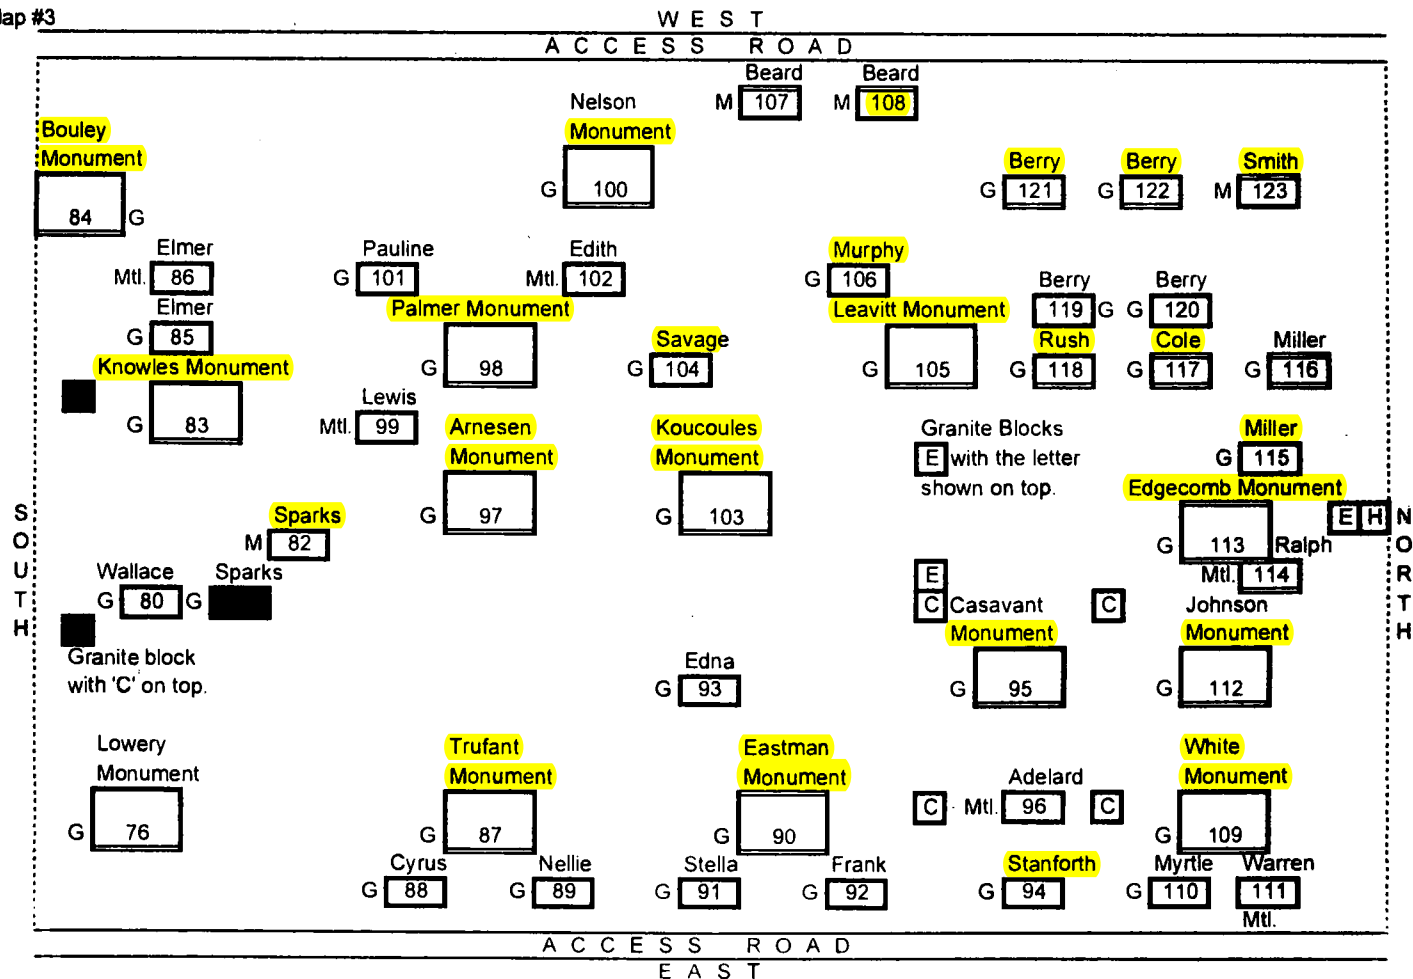 Map #3
WEST
ACCESS ROAD
Beard Beard
M 107 M 108
Nelson
Monument
G 100
Bouley
Monument
84 G
Berry Berry Smith
G 121 G 122 M 123
Elmer
Mtl. 86
Elmer
G 85
Pauline
G 101
Edith
Mtl. 102
Murphy
G 106
Berry Berry
119 G G 120
Palmer Monument
G 98
Savage
G 104
Leavitt Monument
G 105
Rush Cole Miller
G 118 G 117 G 116
Knowles Monument
G 83
Lewis
Mtl. 99
Arnesen
Monument
G 97
Koucoules
Monument
G 103
Granite Blocks
E with the letter
shown on top.
Miller
G 115
Edgecomb Monument
G 113
E H
Ralph
Mtl. 114
SOUTH
NORTH
Sparks
M 82
Wallace Sparks
G 80 G
Granite block
with 'C' on top.
E
C Casavant C
Monument
G 95
Johnson
Monument
G 112
Edna
G 93
Lowery
Monument
G 76
Trufant
Monument
G 87
Eastman
Monument
G 90
Adelard
C Mtl. 96 C
White
Monument
G 109
Cyrus Nellie Stella Frank Stanforth Myrtle Warren
G 88 G 89 G 91 G 92 G 94 G 110 111
Mtl.
ACCESS ROAD
EAST